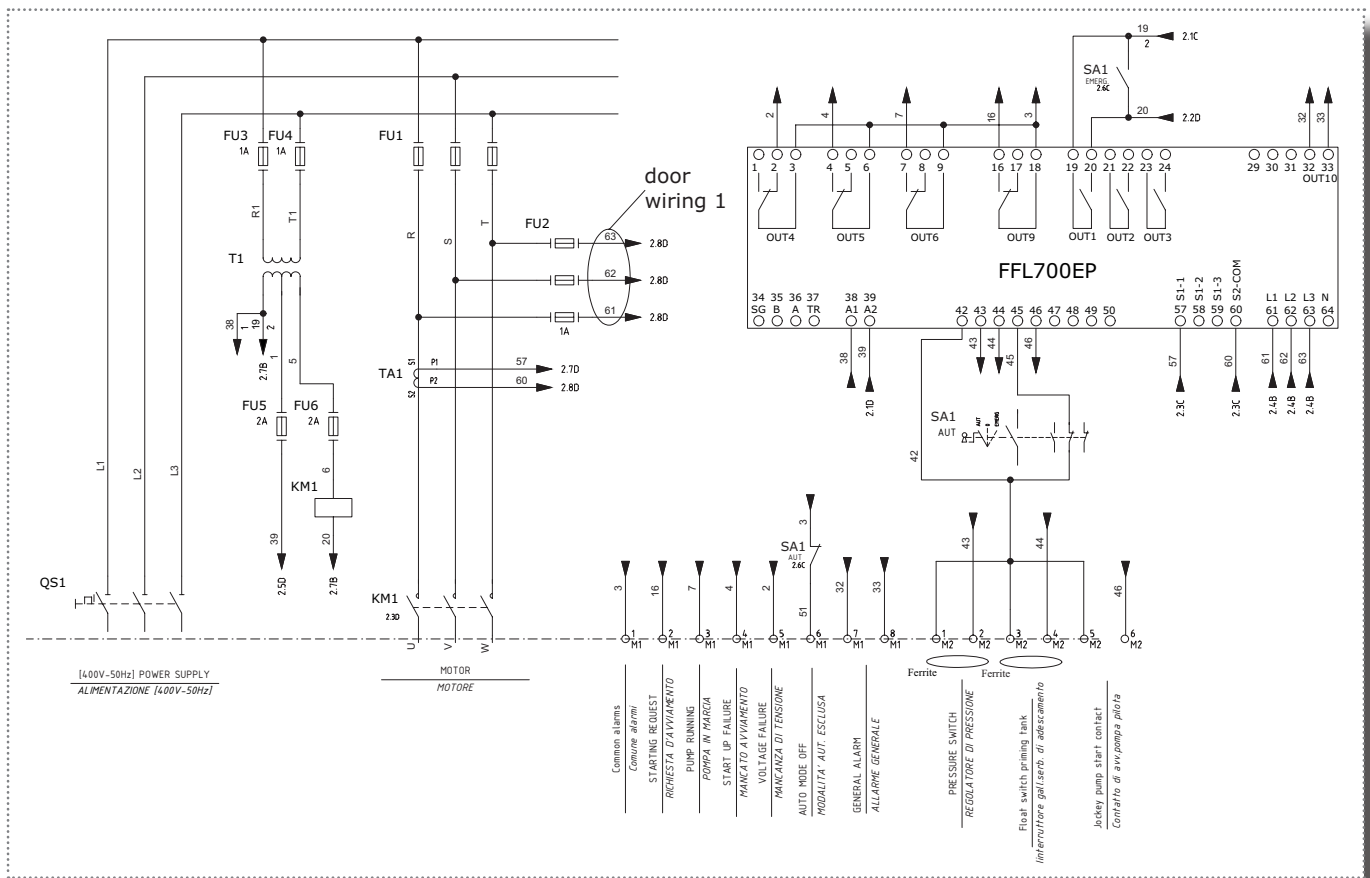 19
2
2.1C
SA1
EMERG.
2.6C
20
2.2D
2
4
7
16
3
32
33
FU3
1A
FU4
1A
FU1
door
wiring 1
1 2 3 4 5 6 7 8 9 16 17 18 19 20 21 22 23 24 29 30 31 32 33
OUT10
OUT4 OUT5 OUT6 OUT9 OUT1 OUT2 OUT3
FFL700EP
R1
T1
R
S
T
FU2
63
2.8D
62
2.8D
61
2.8D
1A
T1
34 35 36 37 38 39 42 43 44 45 46 47 48 49 50
SG B A TR A1 A2
S1-1
S1-2
S1-3
S2-COM
57 58 59 60
L1 L2 L3 N
61 62 63 64
38
1
19
2
2.7B
1
5
TA1
S1
P1
57
2.7D
S2
P2
60
2.8D
38
39
2.1D
43
44
45
46
57
2.3C
60
2.3C
61
2.4B
62
2.4B
63
2.4B
FU5
2A
FU6
2A
SA1
AUT
AUT
0
EMERG
42
L1
L2
L3
6
KM1
39
2.5D
20
2.7B
QS1
KM1
2.3D
U
V
W
3
16
7
4
2
3
SA1
AUT
2.6C
51
32
33
43
44
46
1
M1
2
M1
3
M1
4
M1
5
M1
6
M1
7
M1
8
M1
1
M2
2
M2
3
M2
4
M2
5
M2
6
M2
Ferrite
Ferrite
[400V-50Hz] POWER SUPPLY
ALIMENTAZIONE [400V-50Hz]
MOTOR
MOTORE
Common alarms
Comune alarmi
STARTING REQUEST
RICHIESTA D'AVVIAMENTO
PUMP RUNNING
POMPA IN MARCIA
START UP FAILURE
MANCATO AVVIAMENTO
VOLTAGE FAILURE
MANCANZA DI TENSIONE
AUTO MODE OFF
MODALITA' AUT. ESCLUSA
GENERAL ALARM
ALLARME GENERALE
PRESSURE SWITCH
REGOLATORE DI PRESSIONE
Float switch priming tank
Iinterruttore gall.serb. di adescamento
Jockey pump start contact
Contatto di avv.pompa pilota